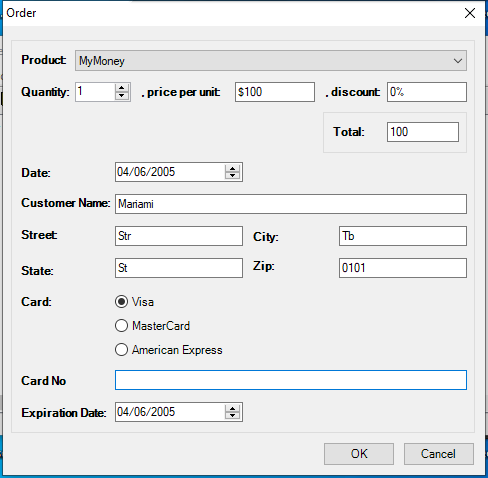 Order
Product: MyMoney
Quantity: 1 , price per unit: $100 , discount: 0%
Total: 100
Date: 04/06/2005
Customer Name: Mariami
Street: Str City: Tb
State: St Zip: 0101
Card: Visa
MasterCard
American Express
Card No
Expiration Date: 04/06/2005
OK Cancel